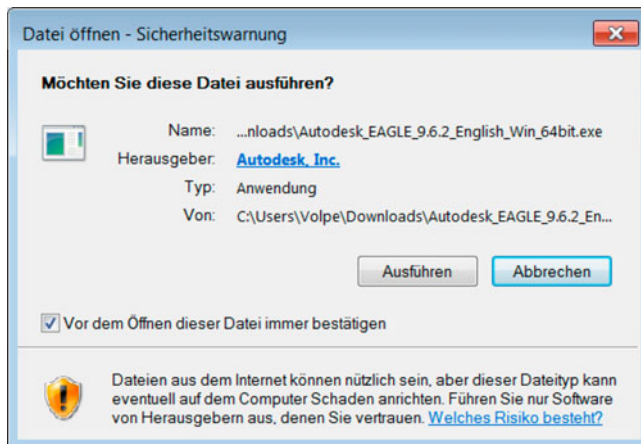 Datei öffnen - Sicherheitswarnung
Möchten Sie diese Datei ausführen?
Name: ...nloads\Autodesk_EAGLE_9.6.2_English_Win_64bit.exe
Herausgeber: Autodesk, Inc.
Typ: Anwendung
Von: C:\Users\Volpe\Downloads\Autodesk_EAGLE_9.6.2_En...
Ausführen Abbrechen
Vor dem Öffnen dieser Datei immer bestätigen
Dateien aus dem Internet können nützlich sein, aber dieser Dateityp kann
eventuell auf dem Computer Schaden anrichten. Führen Sie nur Software
von Herausgebern aus, denen Sie vertrauen. Welches Risiko besteht?